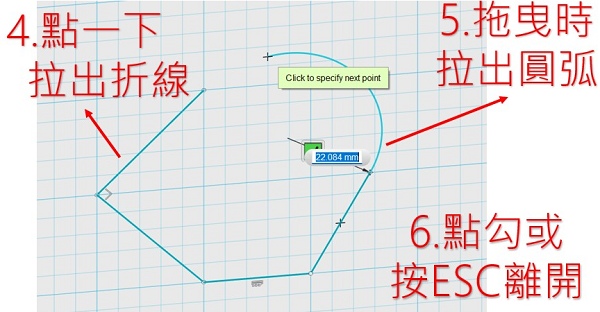 4.點一下
拉出折線
5.拖曳時
拉出圓弧
Click to specify next point
22.084 mm
6.點勾或
按ESC離開